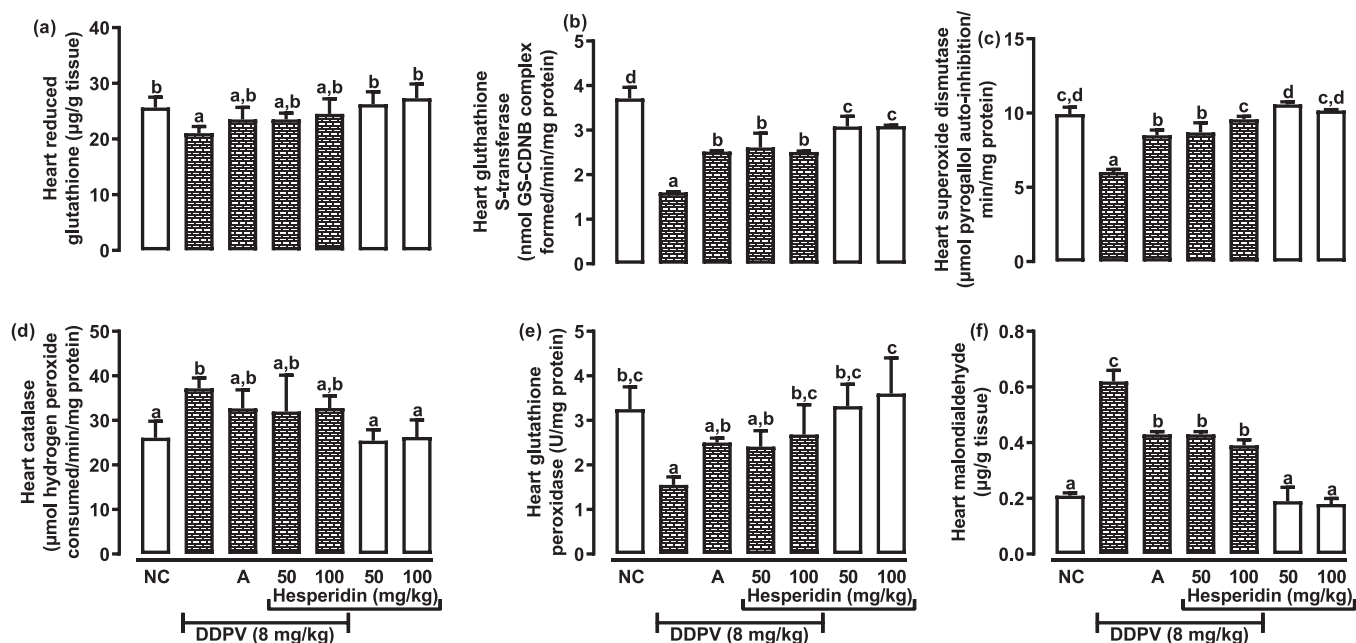 (a)
Heart reduced
glutathione (µg/g tissue)
40
30
20
10
0
b
a
a,b
a,b
a,b
b
b
(b)
Heart gluthathione
S-transferase
(nmol GS-CDNB complex
formed/min/mg protein)
5
4
3
2
1
0
d
a
b
b
b
c
c
(c)
Heart superoxide dismutase
(µmol pyrogallol auto-inhibition/
min/mg protein)
15
10
5
0
c,d
a
b
b
c
d
c,d
(d)
Heart catalase
(µmol hydrogen peroxide
consumed/min/mg protein)
50
40
30
20
10
0
a
b
a,b
a,b
a,b
a
a
NC
A
50
100
50
100
Hesperidin (mg/kg)
DDPV (8 mg/kg)
(e)
Heart glutathione
peroxidase (U/mg protein)
5
4
3
2
1
0
b,c
a
a,b
a,b
b,c
b,c
c
NC
A
50
100
50
100
Hesperidin (mg/kg)
DDPV (8 mg/kg)
(f)
Heart malondialdehyde
(µg/g tissue)
0.8
0.6
0.4
0.2
0.0
a
c
b
b
b
a
a
NC
A
50
100
50
100
Hesperidin (mg/kg)
DDPV (8 mg/kg)